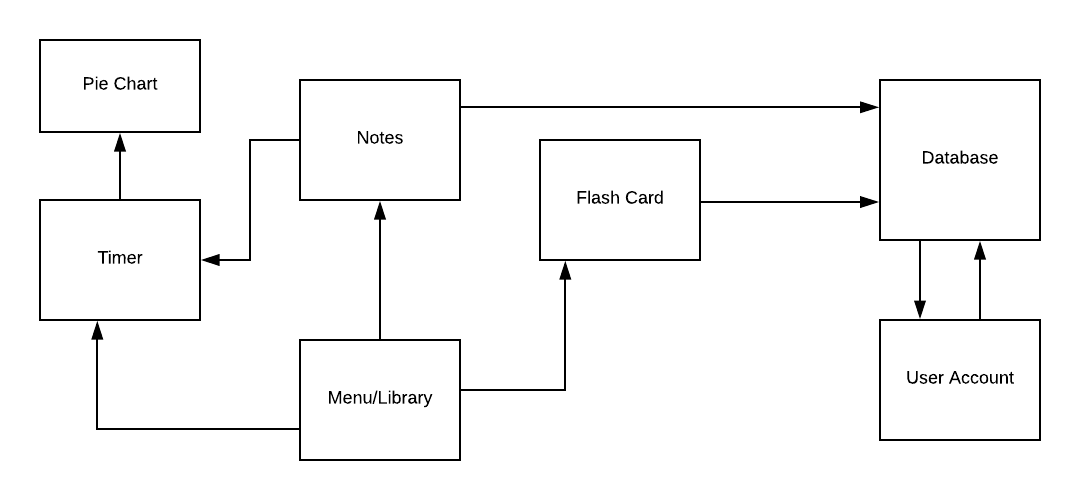 Pie Chart
Notes
Database
Flash Card
Timer
User Account
Menu/Library